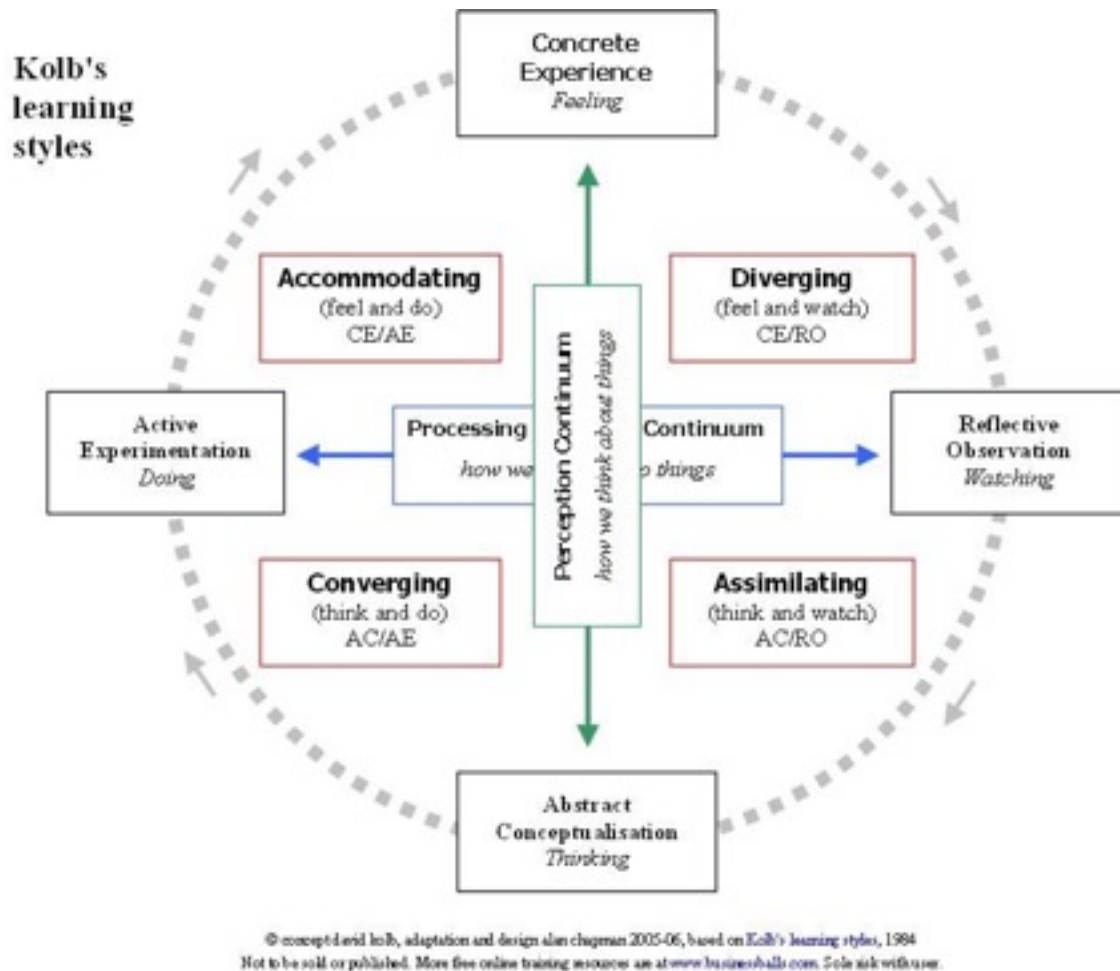 Kolb's
learning
styles
Concrete
Experience
Feeling
Accommodating
(feel and do)
CE/AE
Diverging
(feel and watch)
CE/RO
Active
Experimentation
Doing
Processing Continuum
how we things
Perception Continuum
how we think about things
Reflective
Observation
Watching
Converging
(think and do)
AC/AE
Assimilating
(think and watch)
AC/RO
Abstract
Conceptualisation
Thinking
© concept david kolb, adaptation and design alan chapman 2005-06, based on Kolb's learning styles, 1984
Not to be sold or published. More free online training resources are at www.businessballs.com. Sole risk with user.